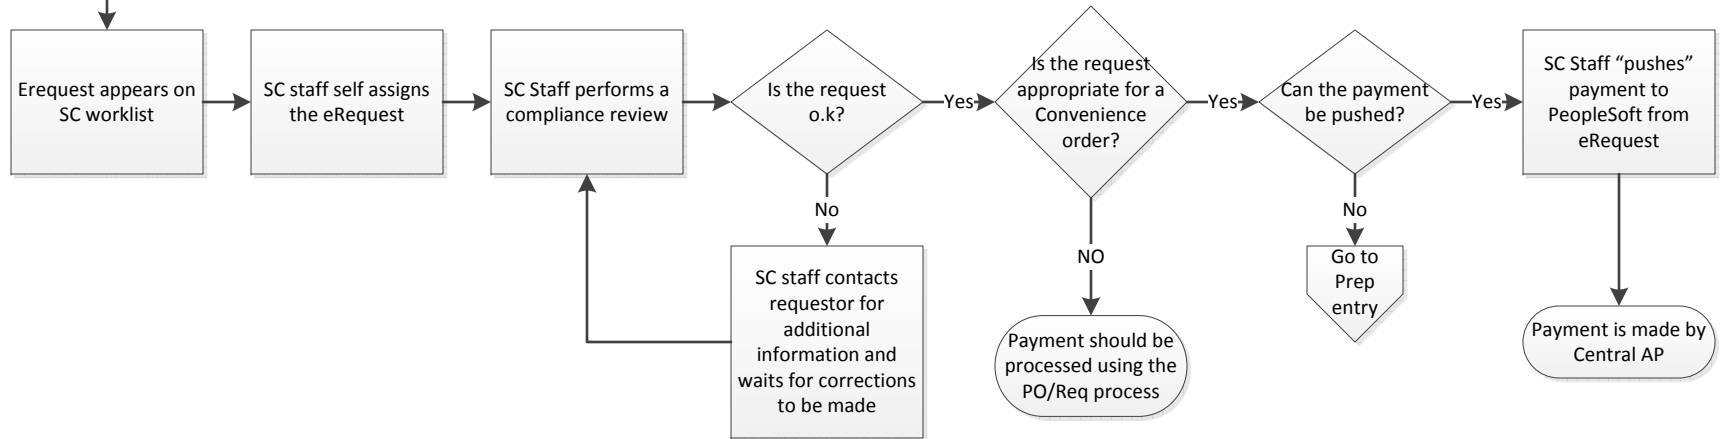 Erequest appears on
SC worklist
SC staff self assigns
the eRequest
SC Staff performs a
compliance review
Is the request
o.k?
Yes
Is the request
appropriate for a
Convenience
order?
Yes
Can the payment
be pushed?
Yes
SC Staff “pushes”
payment to
PeopleSoft from
eRequest
No
SC staff contacts
requestor for
additional
information and
waits for corrections
to be made
NO
Payment should be
processed using the
PO/Req process
No
Go to
Prep
entry
Payment is made by
Central AP